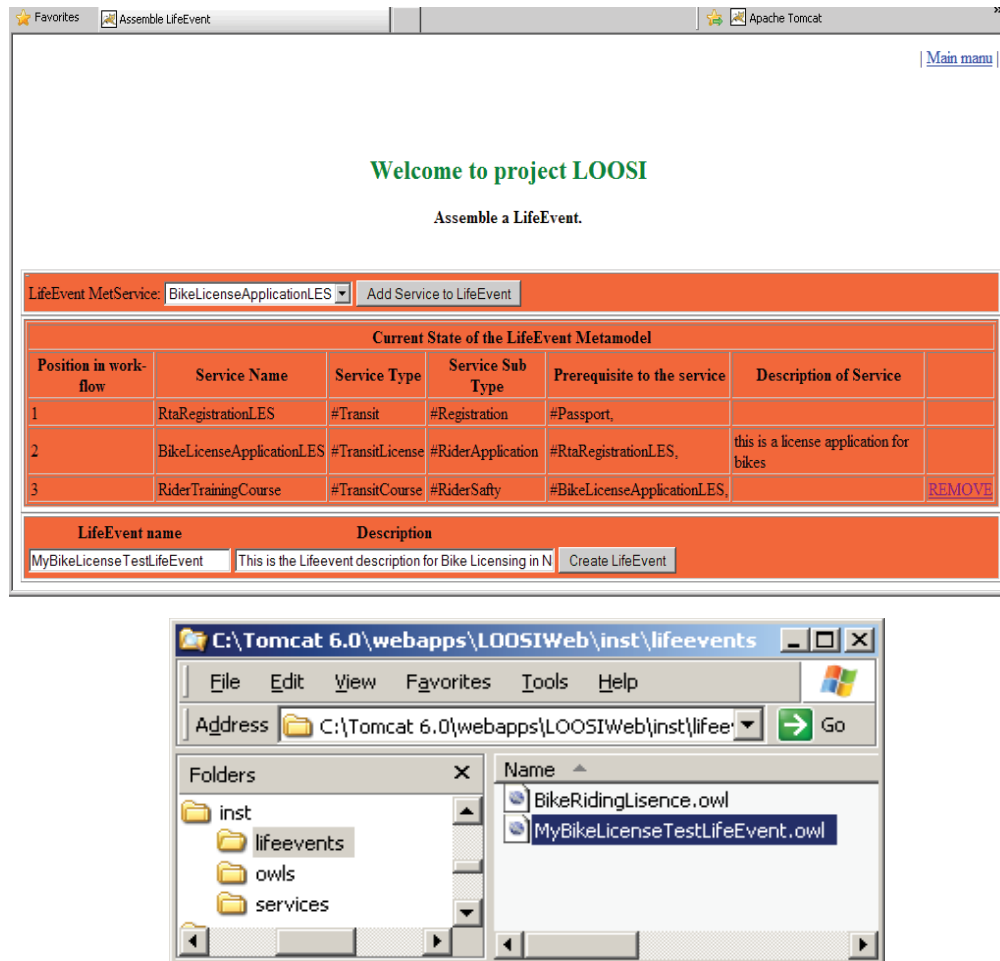 Favorites Assemble LifeEvent Apache Tomcat »
| Main manu |
Welcome to project LOOSI
Assemble a LifeEvent.
LifeEvent MetService: BikeLicenseApplicationLES Add Service to LifeEvent
Current State of the LifeEvent Metamodel
Position in work-flow Service Name Service Type Service Sub Type Prerequisite to the service Description of Service
1 RtaRegistrationLES #Transit #Registration #Passport,
2 BikeLicenseApplicationLES #TransitLicense #RiderApplication #RtaRegistrationLES, this is a license application for bikes
3 RiderTrainingCourse #TransitCourse #RiderSafty #BikeLicenseApplicationLES, REMOVE
LifeEvent name Description
MyBikeLicenseTestLifeEvent This is the Lifeevent description for Bike Licensing in N Create LifeEvent
C:\Tomcat 6.0\webapps\LOOSIWeb\inst\lifeevents
File Edit View Favorites Tools Help
Address C:\Tomcat 6.0\webapps\LOOSIWeb\inst\lifee Go
Folders Name
inst
lifeevents
owls
services
BikeRidingLisence.owl
MyBikeLicenseTestLifeEvent.owl